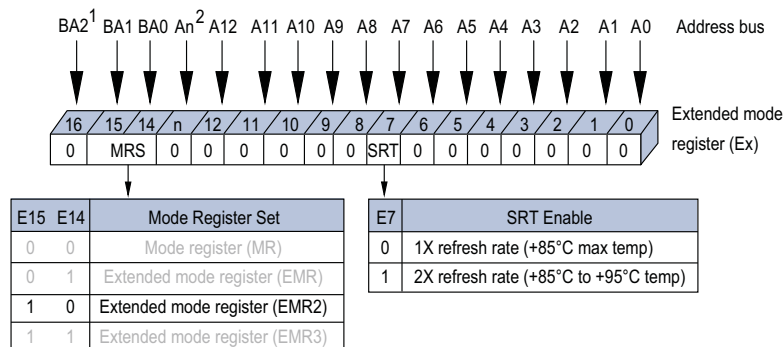 BA2¹ BA1 BA0 An² A12 A11 A10 A9 A8 A7 A6 A5 A4 A3 A2 A1 A0 Address bus
16 15 14 n 12 11 10 9 8 7 6 5 4 3 2 1 0
0 MRS 0 0 0 0 0 0 SRT 0 0 0 0 0 0 0
Extended mode
register (Ex)
E15 E14 Mode Register Set
0 0 Mode register (MR)
0 1 Extended mode register (EMR)
1 0 Extended mode register (EMR2)
1 1 Extended mode register (EMR3)
E7 SRT Enable
0 1X refresh rate (+85°C max temp)
1 2X refresh rate (+85°C to +95°C temp)